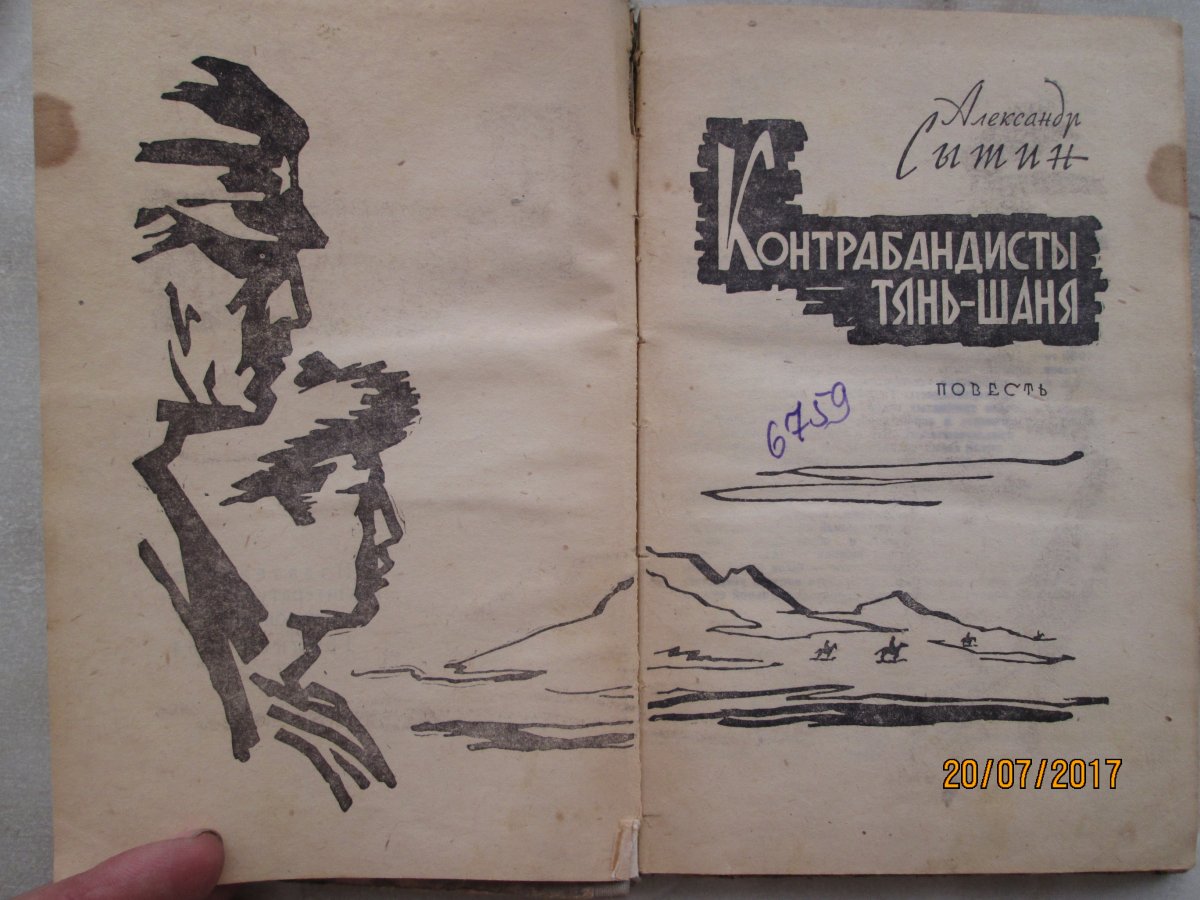 Александр
Сытин
Контрабандисты
ТЯНЬ-ШАНЯ
ПОВЕСТЬ
6759
20/07/2017